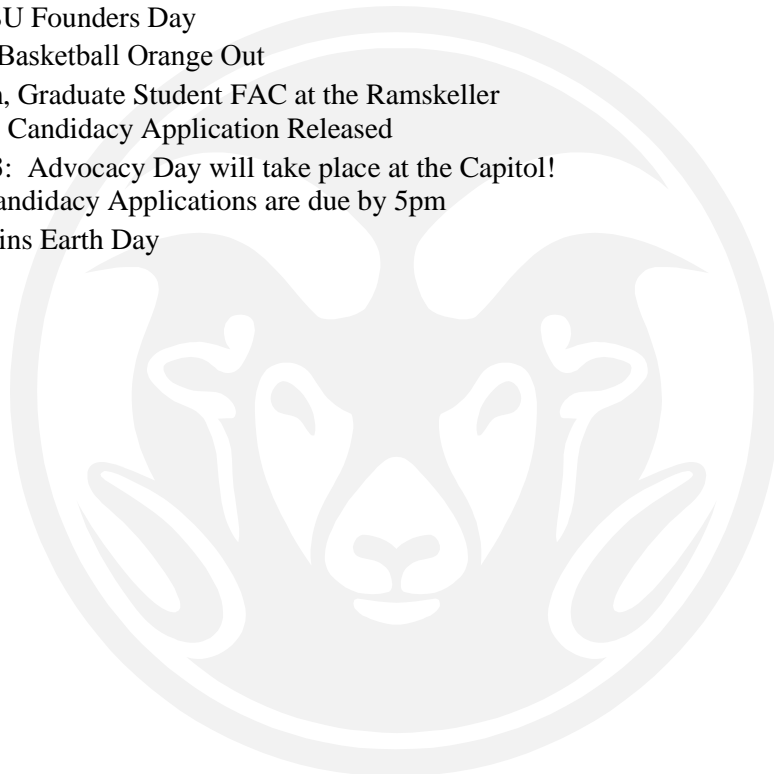 SU Founders Day
Basketball Orange Out
, Graduate Student FAC at the Ramskeller
Candidacy Application Released
: Advocacy Day will take place at the Capitol!
andidacy Applications are due by 5pm
ins Earth Day